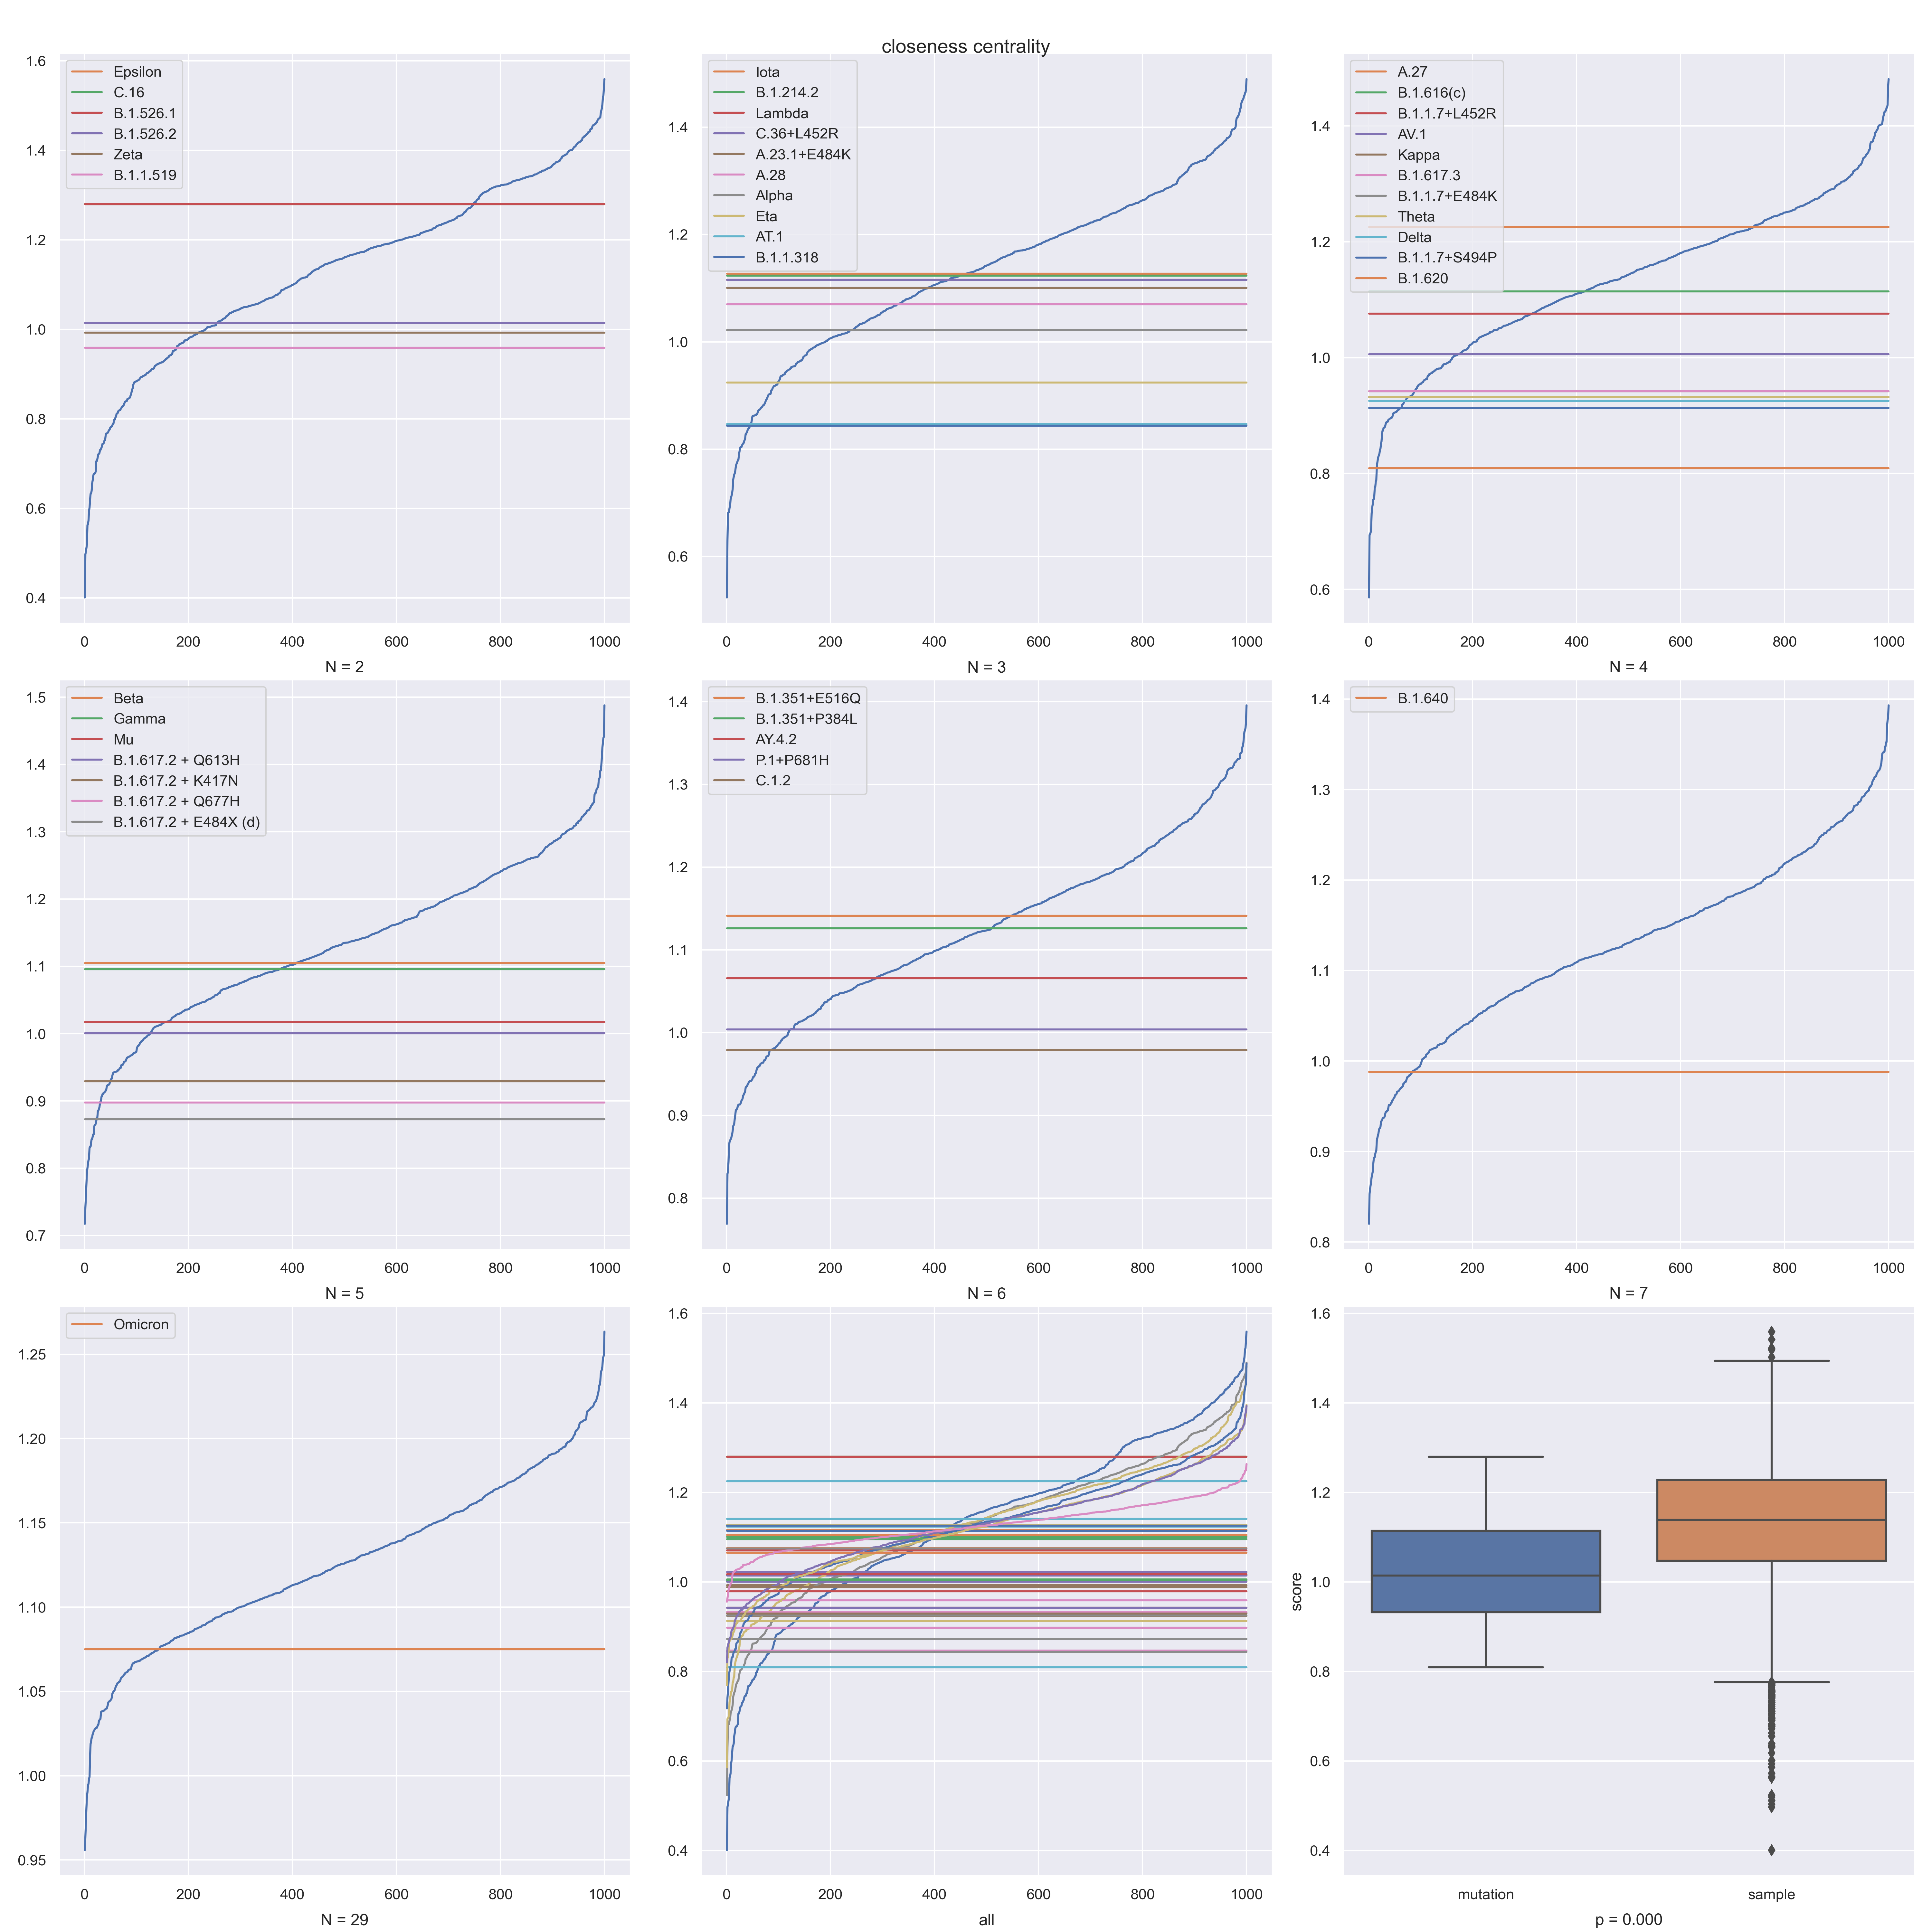 closeness centrality
1.6
1.4
1.2
1.0
0.8
0.6
0.4
Epsilon
C.16
B.1.526.1
B.1.526.2
Zeta
B.1.1.519
0 200 400 600 800 1000
N = 2
1.4
1.2
1.0
0.8
0.6
Iota
B.1.214.2
Lambda
C.36+L452R
A.23.1+E484K
A.28
Alpha
Eta
AT.1
B.1.1.318
0 200 400 600 800 1000
N = 3
1.4
1.2
1.0
0.8
0.6
A.27
B.1.616(c)
B.1.1.7+L452R
AV.1
Kappa
B.1.617.3
B.1.1.7+E484K
Theta
Delta
B.1.1.7+S494P
B.1.620
0 200 400 600 800 1000
N = 4
1.5
1.4
1.3
1.2
1.1
1.0
0.9
0.8
0.7
Beta
Gamma
Mu
B.1.617.2 + Q613H
B.1.617.2 + K417N
B.1.617.2 + Q677H
B.1.617.2 + E484X (d)
0 200 400 600 800 1000
N = 5
1.4
1.3
1.2
1.1
1.0
0.9
0.8
B.1.351+E516Q
B.1.351+P384L
AY.4.2
P.1+P681H
C.1.2
0 200 400 600 800 1000
N = 6
1.4
1.3
1.2
1.1
1.0
0.9
0.8
B.1.640
0 200 400 600 800 1000
N = 7
1.25
1.20
1.15
1.10
1.05
1.00
0.95
Omicron
0 200 400 600 800 1000
N = 29
1.6
1.4
1.2
1.0
0.8
0.6
0.4
0 200 400 600 800 1000
all
1.6
1.4
1.2
1.0
0.8
0.6
0.4
score
mutation sample
p = 0.000